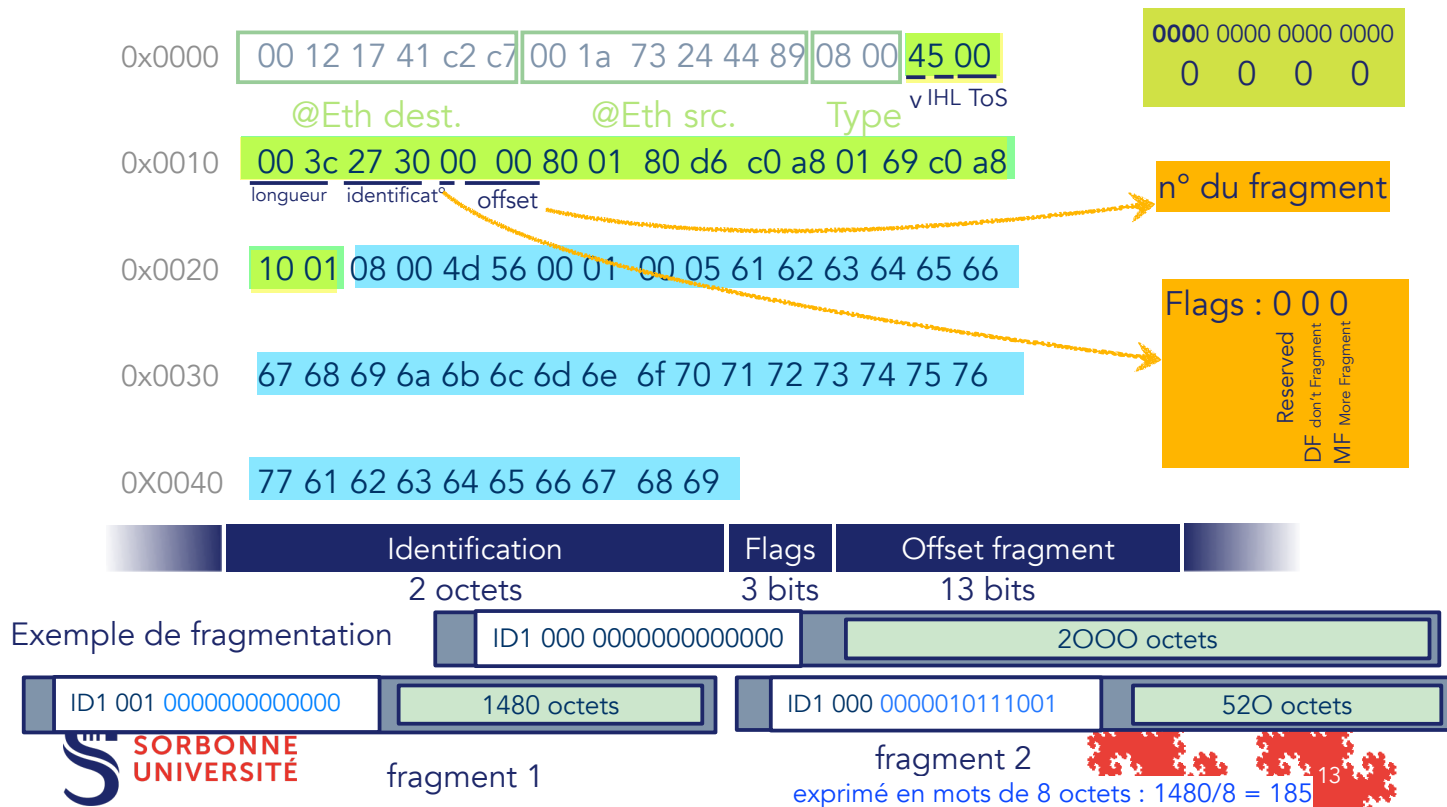 0x0000 00 12 17 41 c2 c7 00 1a 73 24 44 89 08 00 45 00
v IHL ToS
@Eth dest. @Eth src. Type
0000 0000 0000 0000
0 0 0 0
0x0010 00 3c 27 30 00 00 80 01 80 d6 c0 a8 01 69 c0 a8
longueur identificat° offset
n° du fragment
0x0020 10 01 08 00 4d 56 00 01 00 05 61 62 63 64 65 66
Flags : 0 0 0
Reserved
DF don't Fragment
MF More Fragment
0x0030 67 68 69 6a 6b 6c 6d 6e 6f 70 71 72 73 74 75 76
0X0040 77 61 62 63 64 65 66 67 68 69
Identification Flags Offset fragment
2 octets 3 bits 13 bits
Exemple de fragmentation
ID1 000 0000000000000 2OOO octets
ID1 001 0000000000000 1480 octets
ID1 000 0000010111001 52O octets
SORBONNE
UNIVERSITÉ
fragment 1
fragment 2
exprimé en mots de 8 octets : 1480/8 = 185
13